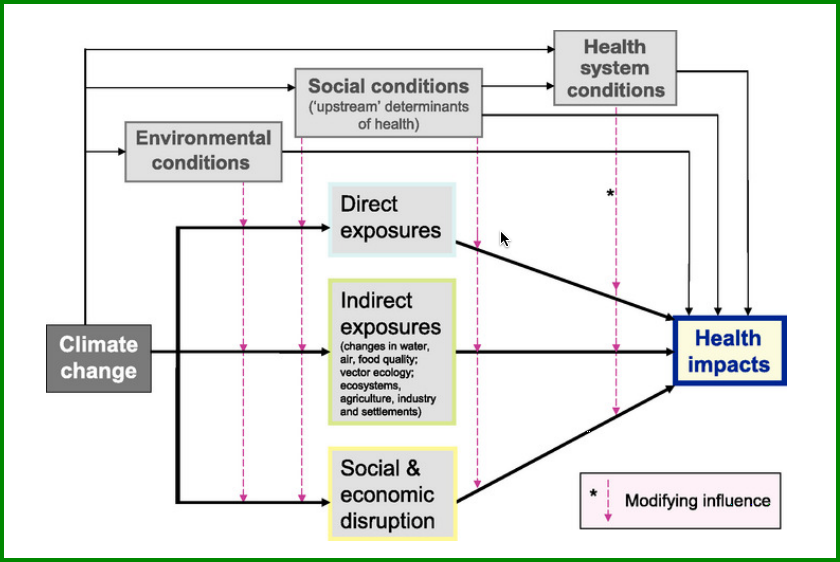 Health
system
conditions
Social conditions
(‘upstream’ determinants
of health)
Environmental
conditions
*
Direct
exposures
Indirect
exposures
(changes in water,
air, food quality;
vector ecology;
ecosystems,
agriculture, industry
and settlements)
Climate
change
Health
impacts
Social &
economic
disruption
* Modifying influence